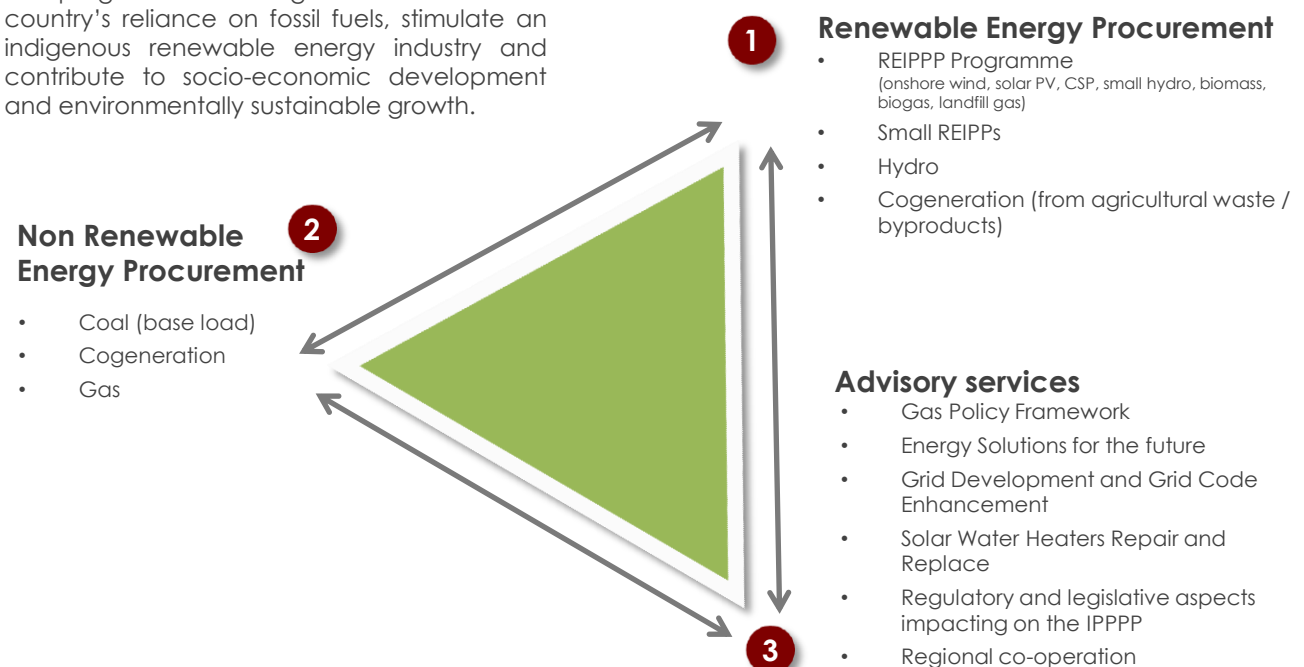 country's reliance on fossil fuels, stimulate an
indigenous renewable energy industry and
contribute to socio-economic development
and environmentally sustainable growth.
1
Renewable Energy Procurement
• REIPPP Programme
(onshore wind, solar PV, CSP, small hydro, biomass,
biogas, landfill gas)
• Small REIPPs
• Hydro
• Cogeneration (from agricultural waste /
byproducts)
2
Non Renewable
Energy Procurement
• Coal (base load)
• Cogeneration
• Gas
Advisory services
• Gas Policy Framework
• Energy Solutions for the future
• Grid Development and Grid Code
Enhancement
• Solar Water Heaters Repair and
Replace
• Regulatory and legislative aspects
impacting on the IPPPP
• Regional co-operation
3